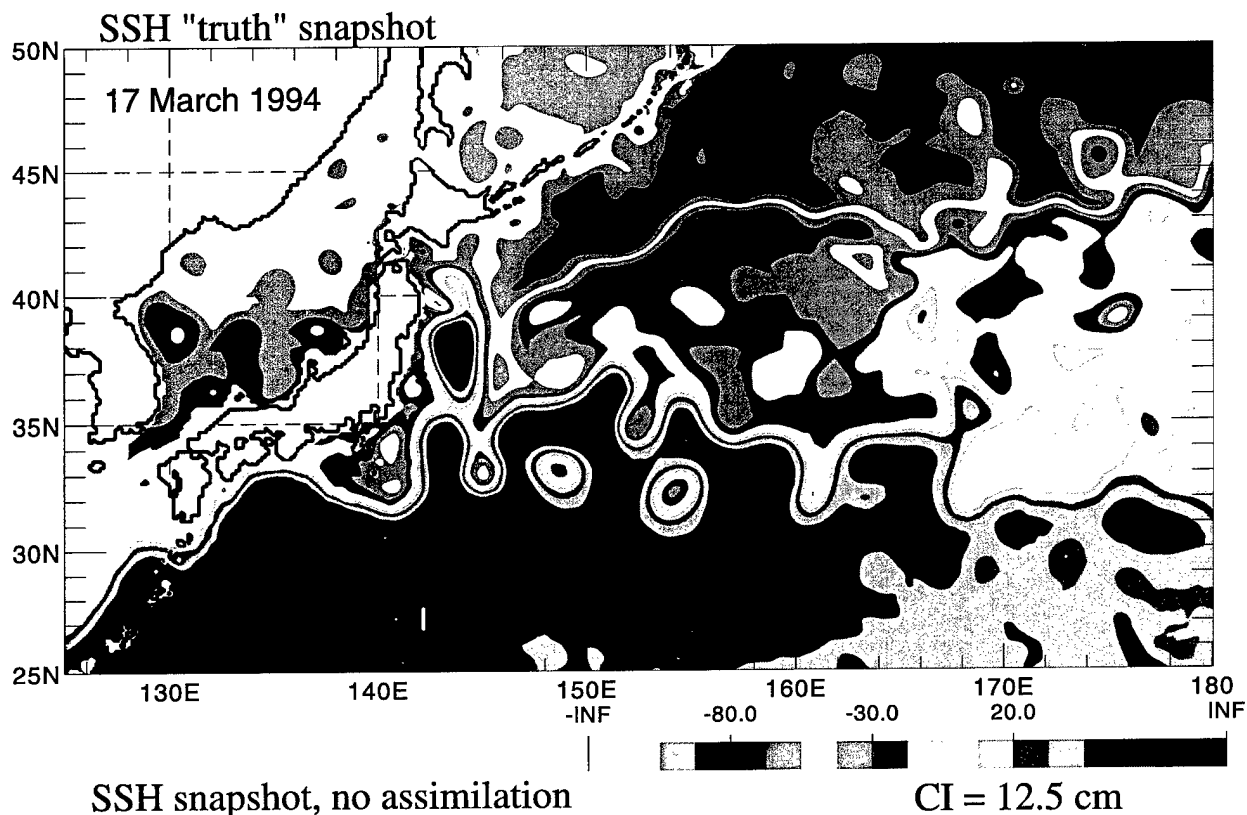 SSH "truth" snapshot
50N
17 March 1994
45N
40N
35N
30N
25N
130E 140E 150E 160E 170E 180
-INF -80.0 -30.0 20.0 INF
SSH snapshot, no assimilation CI = 12.5 cm